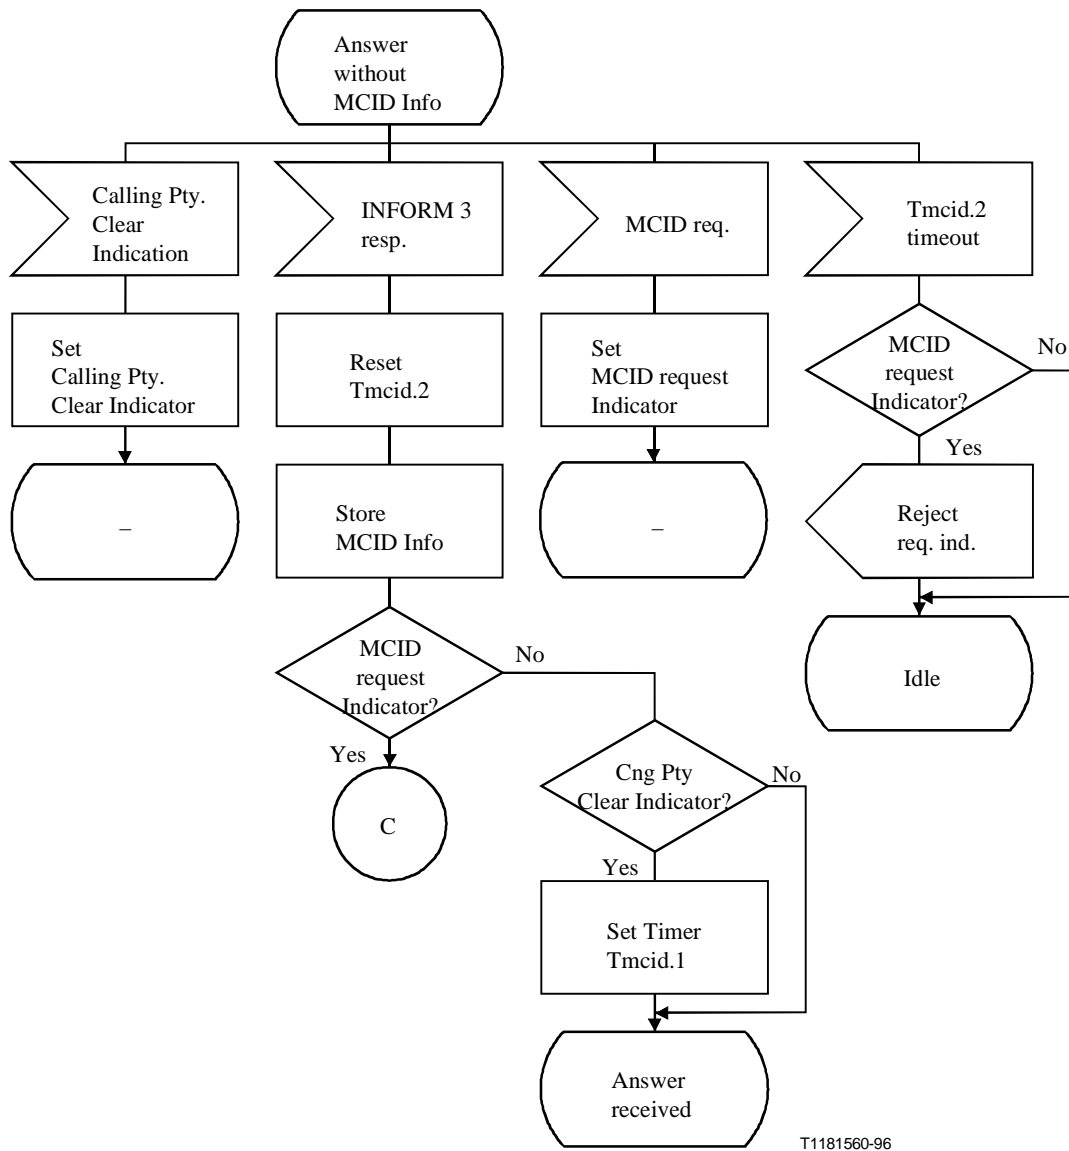 Answer
without
MCID Info
Calling Pty.
Clear
Indication
INFORM 3
resp.
MCID req.
Tmcid.2
timeout
Set
Calling Pty.
Clear Indicator
Reset
Tmcid.2
Set
MCID request
Indicator
MCID
request
Indicator?
No
Yes
_
Store
MCID Info
_
Reject
req. ind.
MCID
request
Indicator?
No
Yes
Idle
C
Cng Pty
Clear Indicator?
No
Yes
Set Timer
Tmcid.1
Answer
received
T1181560-96